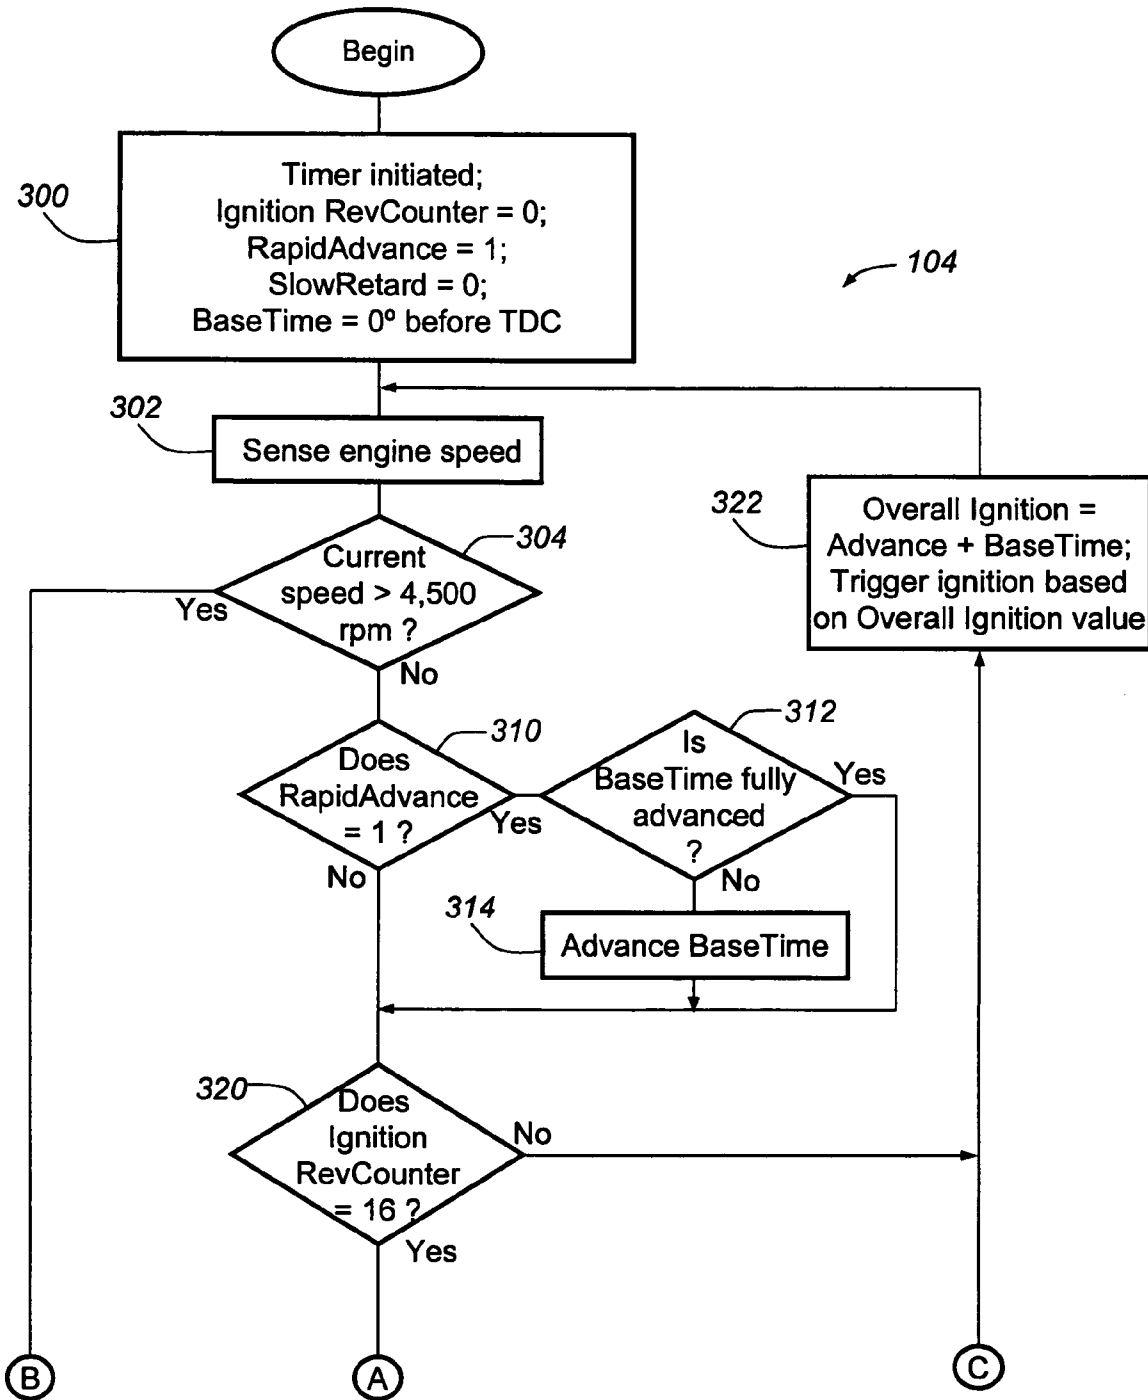 Begin
300
Timer initiated;
Ignition RevCounter = 0;
RapidAdvance = 1;
SlowRetard = 0;
BaseTime = 0º before TDC
104
302
Sense engine speed
304
Current
speed > 4,500
rpm ?
Yes
No
322
Overall Ignition =
Advance + BaseTime;
Trigger ignition based
on Overall Ignition value
310
Does
RapidAdvance
= 1 ?
Yes
No
312
Is
BaseTime fully
advanced
?
Yes
No
314
Advance BaseTime
320
Does
Ignition
RevCounter
= 16 ?
No
Yes
B
A
C